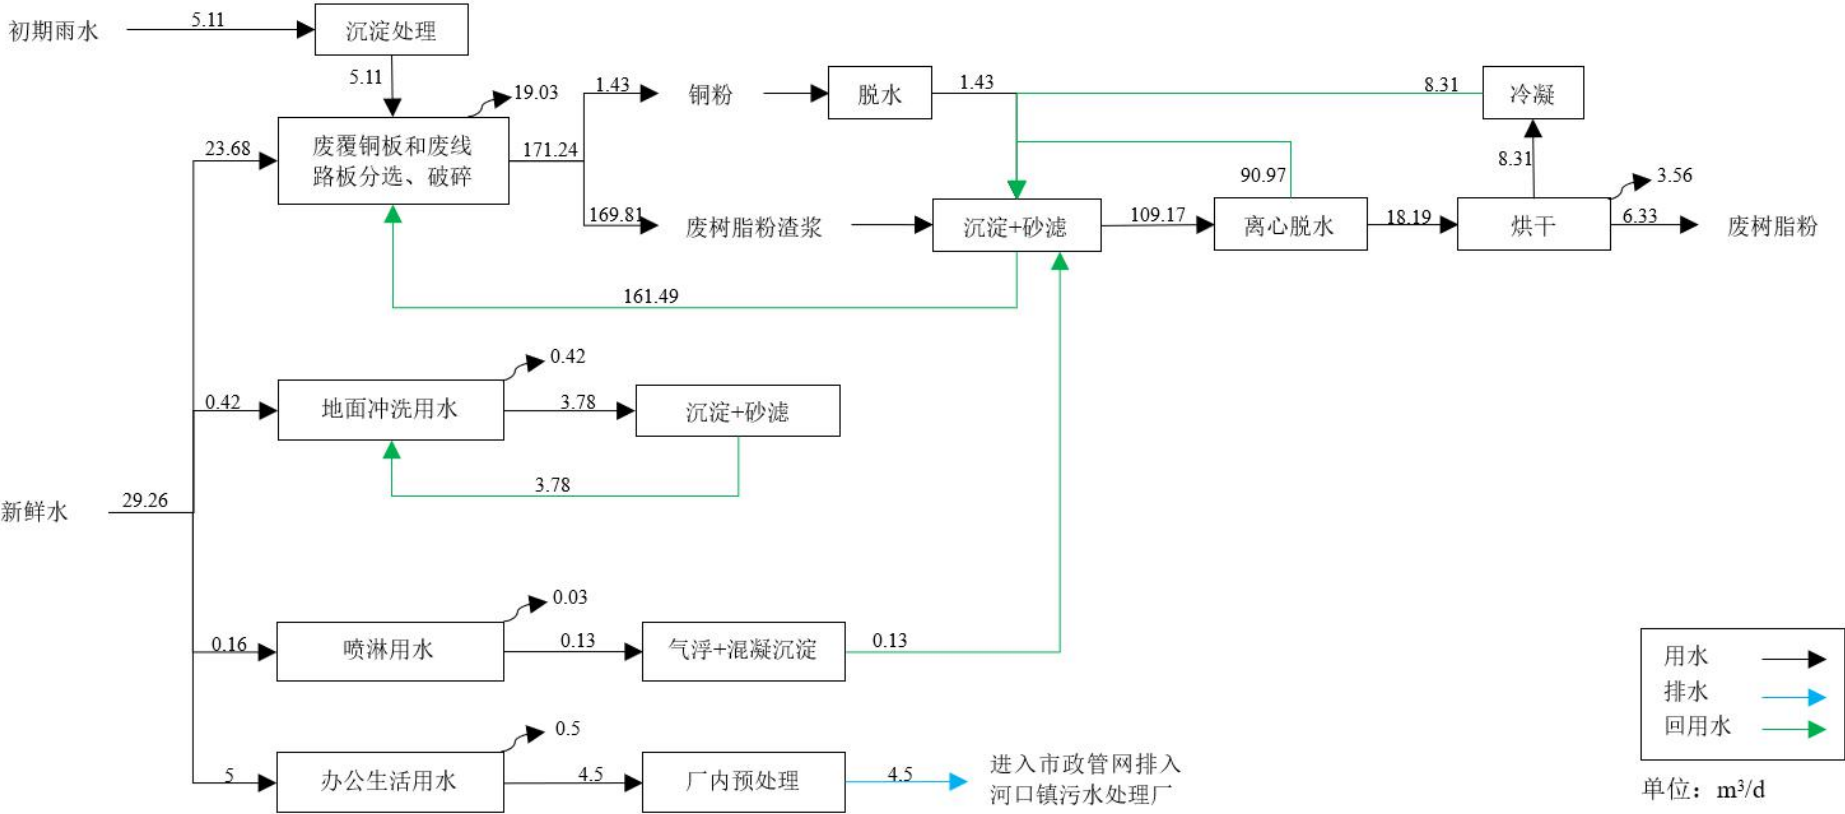 初期雨水
5.11
沉淀处理
5.11
19.03
23.68
废覆铜板和废线
路板分选、破碎
171.24
1.43
铜粉
脱水
1.43
8.31
冷凝
8.31
169.81
废树脂粉渣浆
沉淀+砂滤
109.17
90.97
离心脱水
18.19
烘干
3.56
6.33
废树脂粉
161.49
0.42
0.42
地面冲洗用水
3.78
沉淀+砂滤
3.78
新鲜水
29.26
0.03
0.16
喷淋用水
0.13
气浮+混凝沉淀
0.13
0.5
5
办公生活用水
4.5
厂内预处理
4.5
进入市政管网排入
河口镇污水处理厂
用水
排水
回用水
单位：m³/d